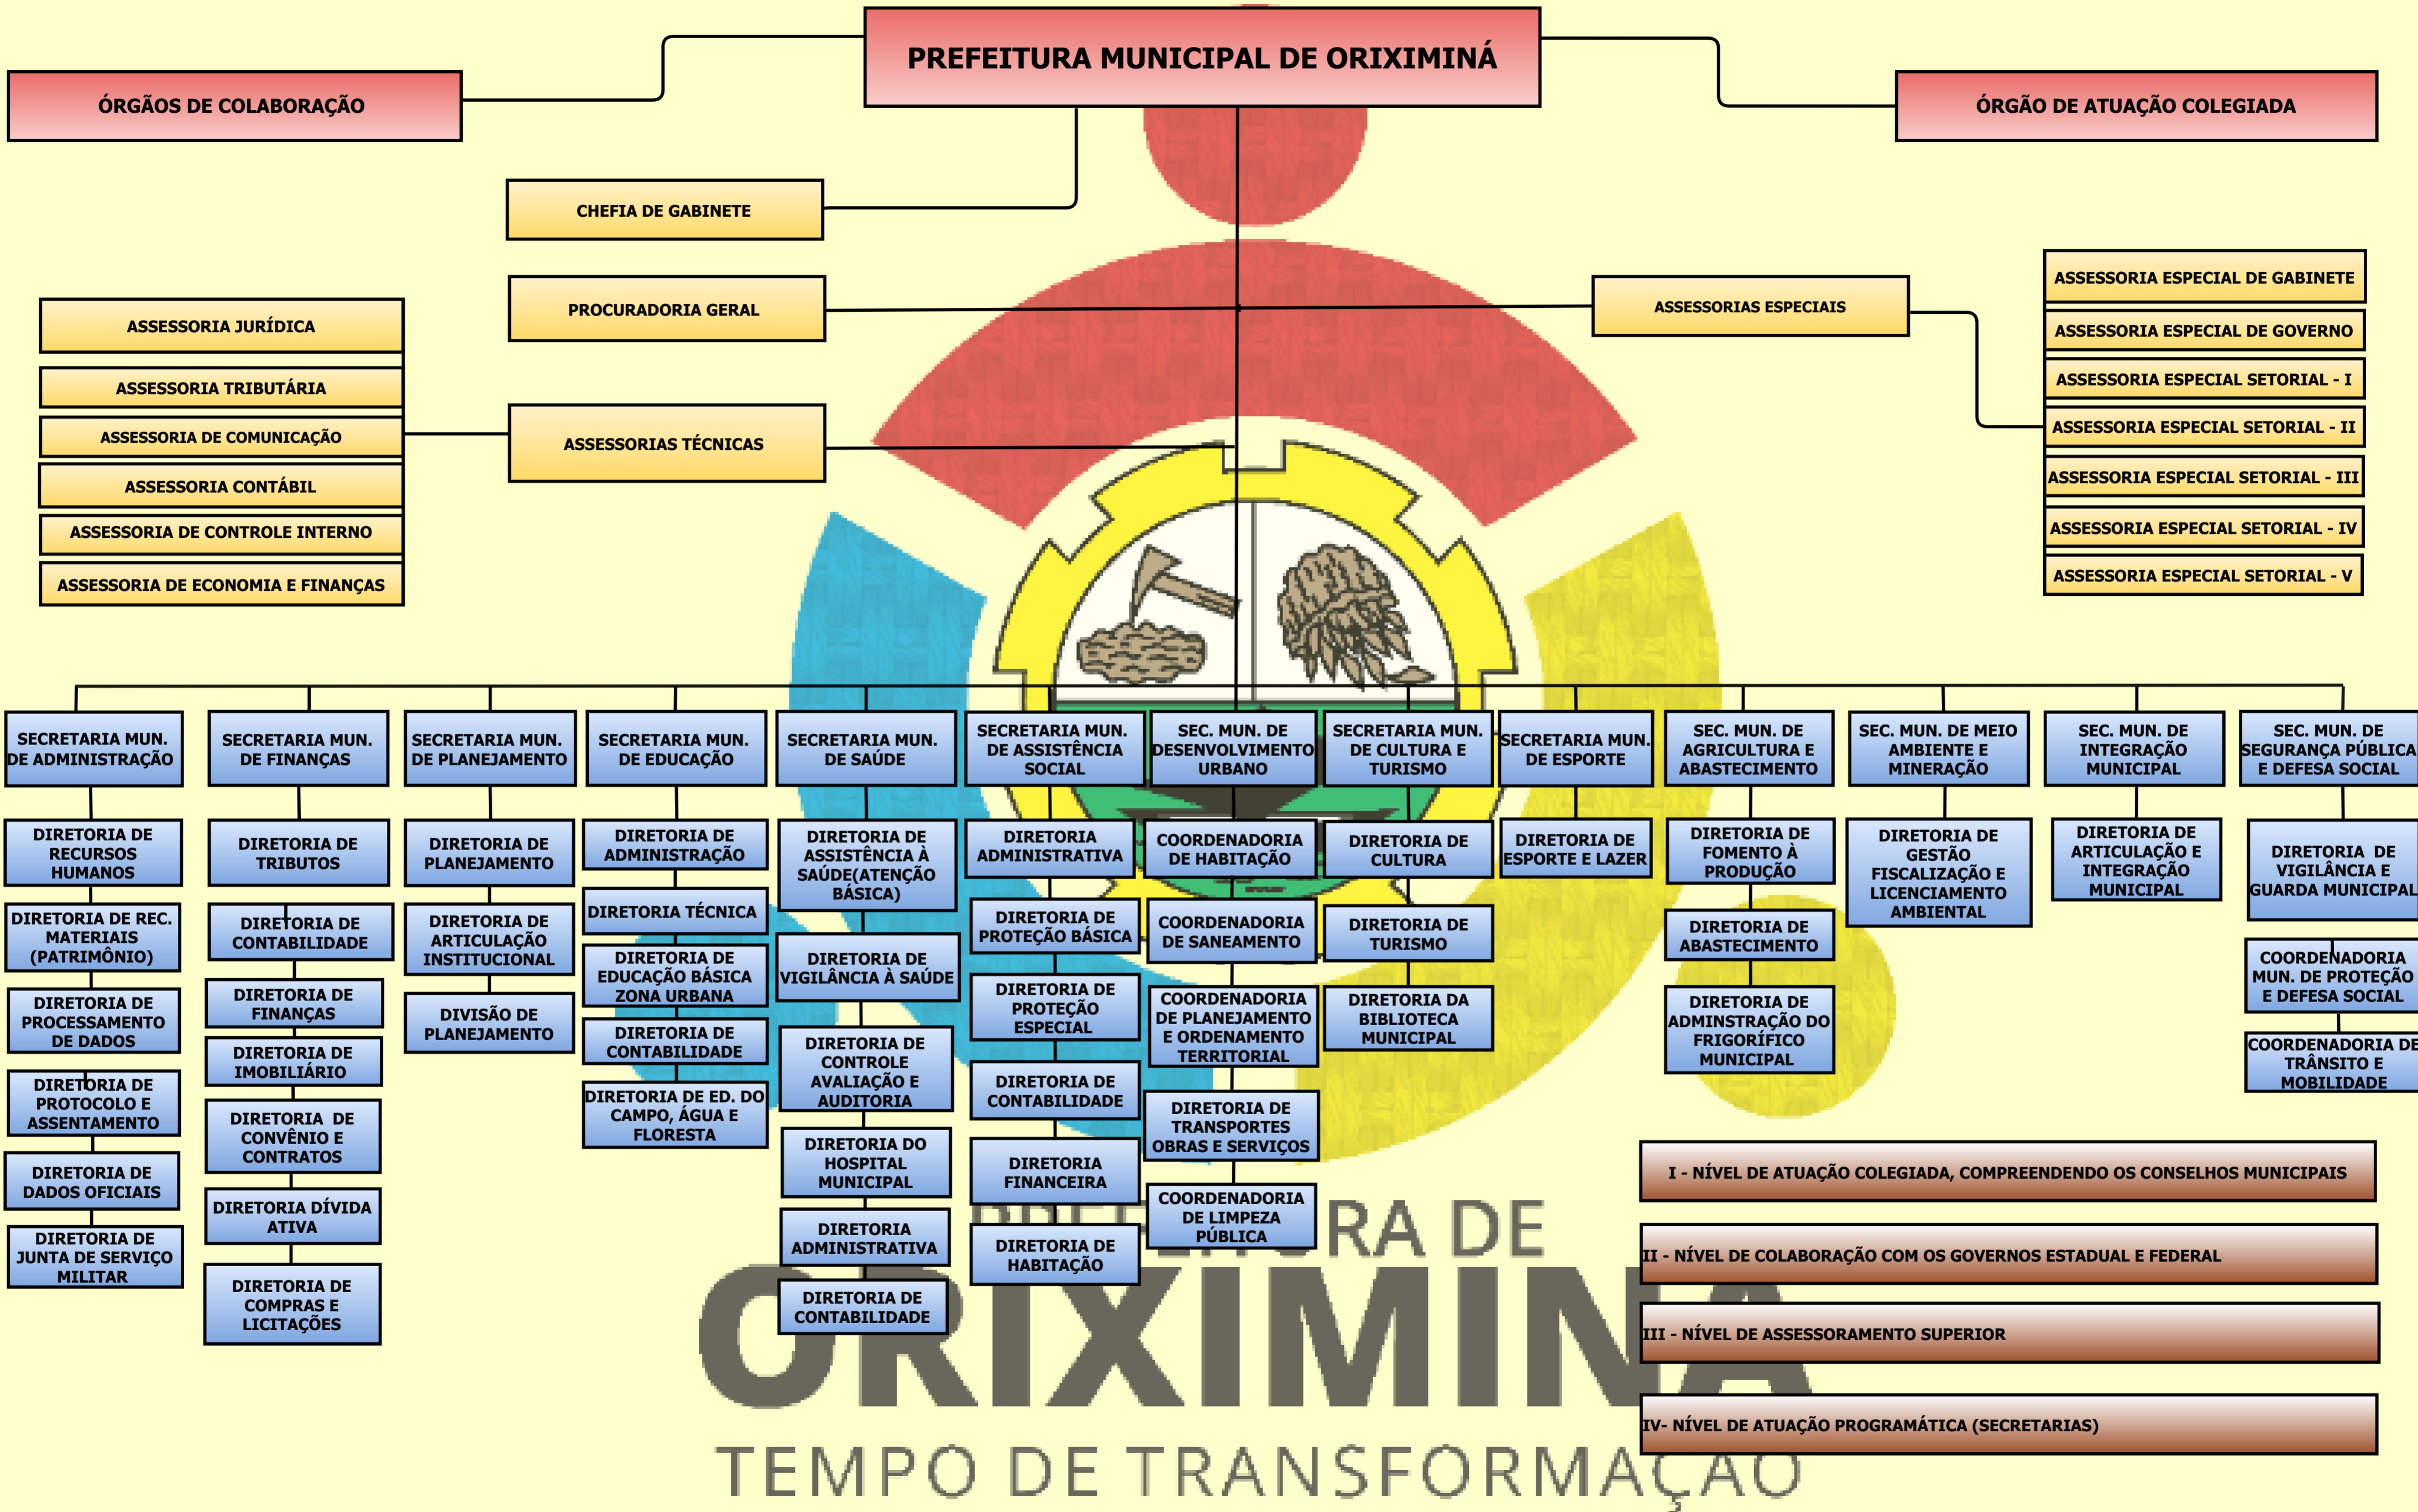 PREFEITURA MUNICIPAL DE ORIXIMINÁ
ÓRGÃOS DE COLABORAÇÃO
ÓRGÃO DE ATUAÇÃO COLEGIADA
CHEFIA DE GABINETE
PROCURADORIA GERAL
ASSESSORIAS TÉCNICAS
ASSESSORIA JURÍDICA
ASSESSORIA TRIBUTÁRIA
ASSESSORIA DE COMUNICAÇÃO
ASSESSORIA CONTÁBIL
ASSESSORIA DE CONTROLE INTERNO
ASSESSORIA DE ECONOMIA E FINANÇAS
ASSESSORIAS ESPECIAIS
ASSESSORIA ESPECIAL DE GABINETE
ASSESSORIA ESPECIAL DE GOVERNO
ASSESSORIA ESPECIAL SETORIAL - I
ASSESSORIA ESPECIAL SETORIAL - II
ASSESSORIA ESPECIAL SETORIAL - III
ASSESSORIA ESPECIAL SETORIAL - IV
ASSESSORIA ESPECIAL SETORIAL - V
SECRETARIA MUN.
DE ADMINISTRAÇÃO
DIRETORIA DE
RECURSOS
HUMANOS
DIRETORIA DE REC.
MATERIAIS
(PATRIMÔNIO)
DIRETORIA DE
PROCESSAMENTO
DE DADOS
DIRETORIA DE
PROTOCOLO E
ASSENTAMENTO
DIRETORIA DE
DADOS OFICIAIS
DIRETORIA DE
JUNTA DE SERVIÇO
MILITAR
SECRETARIA MUN.
DE FINANÇAS
DIRETORIA DE
TRIBUTOS
DIRETORIA DE
CONTABILIDADE
DIRETORIA DE
FINANÇAS
DIRETORIA DE
IMOBILIÁRIO
DIRETORIA DE
CONVÊNIO E
CONTRATOS
DIRETORIA DÍVIDA
ATIVA
DIRETORIA DE
COMPRAS E
LICITAÇÕES
SECRETARIA MUN.
DE PLANEJAMENTO
DIRETORIA DE
PLANEJAMENTO
DIRETORIA DE
ARTICULAÇÃO
INSTITUCIONAL
DIVISÃO DE
PLANEJAMENTO
SECRETARIA MUN.
DE EDUCAÇÃO
DIRETORIA DE
ADMINISTRAÇÃO
DIRETORIA TÉCNICA
DIRETORIA DE
EDUCAÇÃO BÁSICA
ZONA URBANA
DIRETORIA DE
CONTABILIDADE
DIRETORIA DE ED. DO
CAMPO, ÁGUA E
FLORESTA
SECRETARIA MUN.
DE SAÚDE
DIRETORIA DE
ASSISTÊNCIA À
SAÚDE(ATENÇÃO
BÁSICA)
DIRETORIA DE
VIGILÂNCIA À SAÚDE
DIRETORIA DE
CONTROLE
AVALIAÇÃO E
AUDITORIA
DIRETORIA DO
HOSPITAL
MUNICIPAL
DIRETORIA
ADMINISTRATIVA
DIRETORIA DE
CONTABILIDADE
SECRETARIA MUN.
DE ASSISTÊNCIA
SOCIAL
DIRETORIA
ADMINISTRATIVA
DIRETORIA DE
PROTEÇÃO BÁSICA
DIRETORIA DE
PROTEÇÃO
ESPECIAL
DIRETORIA DE
CONTABILIDADE
DIRETORIA
FINANCEIRA
DIRETORIA DE
HABITAÇÃO
SEC. MUN. DE
DESENVOLVIMENTO
URBANO
COORDENADORIA
DE HABITAÇÃO
COORDENADORIA
DE SANEAMENTO
COORDENADORIA
DE PLANEJAMENTO
E ORDENAMENTO
TERRITORIAL
DIRETORIA DE
TRANSPORTES
OBRAS E SERVIÇOS
COORDENADORIA
DE LIMPEZA
PÚBLICA
SECRETARIA MUN.
DE CULTURA E
TURISMO
DIRETORIA DE
CULTURA
DIRETORIA DE
TURISMO
DIRETORIA DA
BIBLIOTECA
MUNICIPAL
SECRETARIA MUN.
DE ESPORTE
DIRETORIA DE
ESPORTE E LAZER
SEC. MUN. DE
AGRICULTURA E
ABASTECIMENTO
DIRETORIA DE
FOMENTO À
PRODUÇÃO
DIRETORIA DE
ABASTECIMENTO
DIRETORIA DE
ADMINSTRAÇÃO DO
FRIGORÍFICO
MUNICIPAL
SEC. MUN. DE MEIO
AMBIENTE E
MINERAÇÃO
DIRETORIA DE
GESTÃO
FISCALIZAÇÃO E
LICENCIAMENTO
AMBIENTAL
SEC. MUN. DE
INTEGRAÇÃO
MUNICIPAL
DIRETORIA DE
ARTICULAÇÃO E
INTEGRAÇÃO
MUNICIPAL
SEC. MUN. DE
SEGURANÇA PÚBLICA
E DEFESA SOCIAL
DIRETORIA DE
VIGILÂNCIA E
GUARDA MUNICIPAL
COORDENADORIA
MUN. DE PROTEÇÃO
E DEFESA SOCIAL
COORDENADORIA DE
TRÂNSITO E
MOBILIDADE
I - NÍVEL DE ATUAÇÃO COLEGIADA, COMPREENDENDO OS CONSELHOS MUNICIPAIS
II - NÍVEL DE COLABORAÇÃO COM OS GOVERNOS ESTADUAL E FEDERAL
III - NÍVEL DE ASSESSORAMENTO SUPERIOR
IV- NÍVEL DE ATUAÇÃO PROGRAMÁTICA (SECRETARIAS)
PREFEITURA DE
ORIXIMINÁ
TEMPO DE TRANSFORMAÇÃO